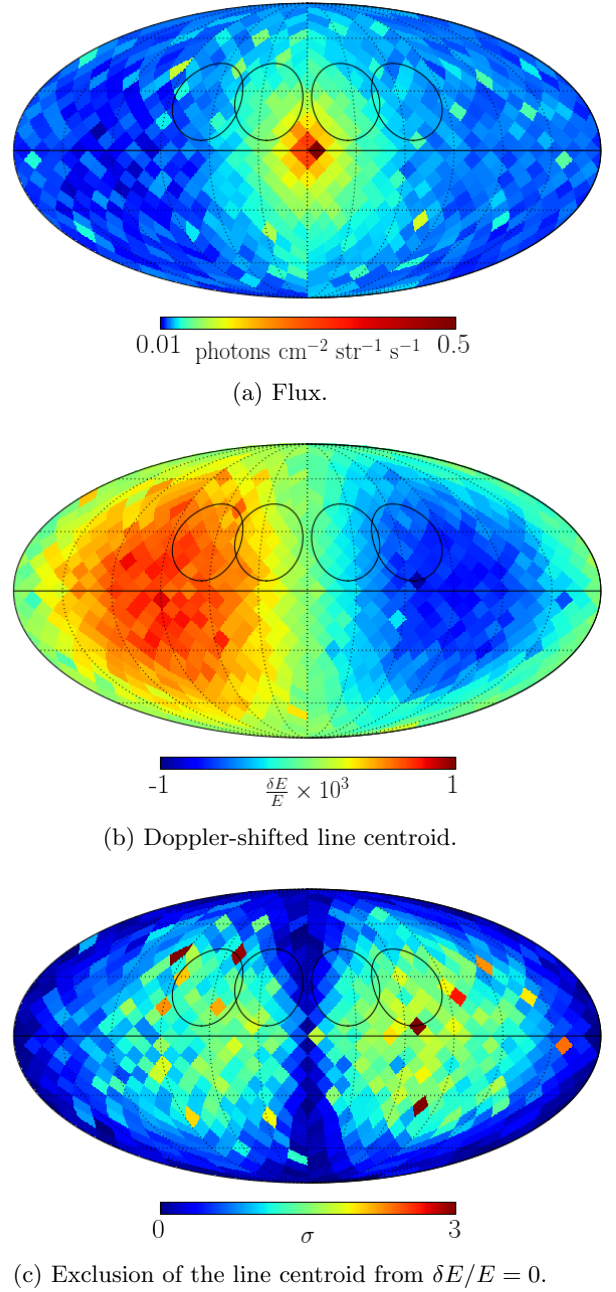 0.01 photons cm⁻² str⁻¹ s⁻¹ 0.5
(a) Flux.
-1 δE/E × 10³ 1
(b) Doppler-shifted line centroid.
0 σ 3
(c) Exclusion of the line centroid from δE/E = 0.